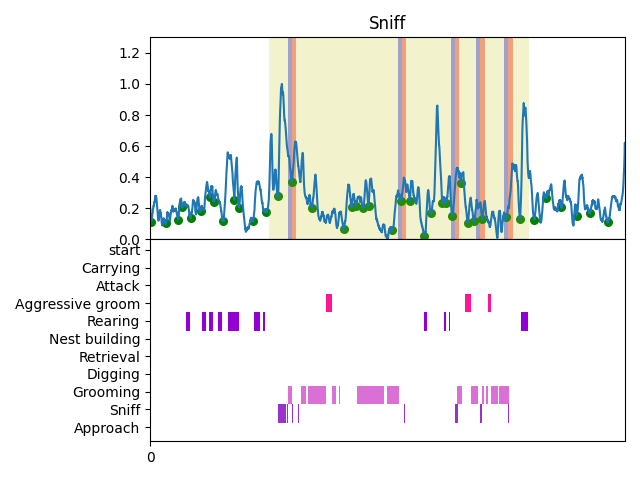 Sniff
1.2
1.0
0.8
0.6
0.4
0.2
0.0
start
Carrying
Attack
Aggressive groom
Rearing
Nest building
Retrieval
Digging
Grooming
Sniff
Approach
0